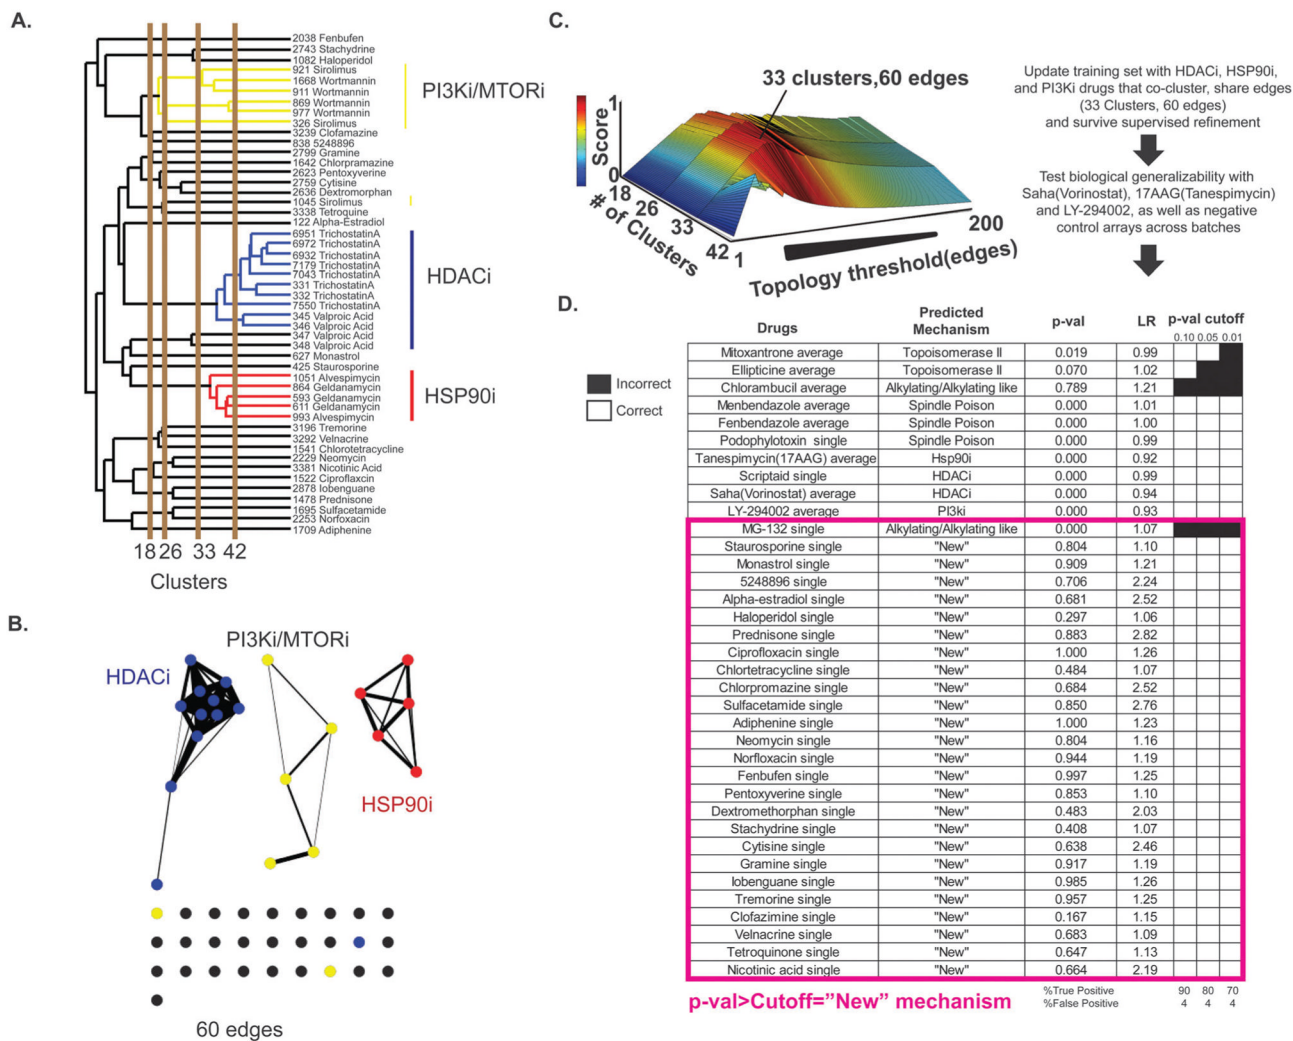 A.
2038 Fenbufen
2743 Stachydrine
1082 Haloperidol
921 Sirolimus
1668 Wortmannin
911 Wortmannin
869 Wortmannin
977 Wortmannin
326 Sirolimus
3239 Clofamazine
838 5248896
2799 Gramine
1642 Chlorpramazine
2623 Pentoxyverine
2759 Cytisine
2636 Dextromorphan
1045 Sirolimus
3338 Tetroquine
122 Alpha-Estradiol
6951 TrichostatinA
6972 TrichostatinA
6932 TrichostatinA
7179 TrichostatinA
7043 TrichostatinA
331 TrichostatinA
332 TrichostatinA
7550 TrichostatinA
345 Valproic Acid
346 Valproic Acid
347 Valproic Acid
348 Valproic Acid
627 Monastrol
425 Staurosporine
1051 Alvespimycin
864 Geldanamycin
593 Geldanamycin
611 Geldanamycin
993 Alvespimycin
3196 Tremorine
3292 Velnacrine
1541 Chlorotetracycline
2229 Neomycin
3381 Nicotinic Acid
1522 Ciproflaxcin
2878 Iobenguane
1478 Prednisone
1695 Sulfacetamide
2253 Norfoxacin
1709 Adiphenine
PI3Ki/MTORi
HDACi
HSP90i
18 26 33 42
Clusters
B.
HDACi
PI3Ki/MTORi
HSP90i
60 edges
C.
33 clusters,60 edges
Score
1
0
18
26
33
42
# of Clusters
1
200
Topology threshold(edges)
Update training set with HDACi, HSP90i,
and PI3Ki drugs that co-cluster, share edges
(33 Clusters, 60 edges)
and survive supervised refinement
Test biological generalizability with
Saha(Vorinostat), 17AAG(Tanespimycin)
and LY-294002, as well as negative
control arrays across batches
D.
Incorrect
Correct
Drugs Predicted Mechanism p-val LR p-val cutoff
0.10 0.05 0.01
Mitoxantrone average Topoisomerase II 0.019 0.99
Ellipticine average Topoisomerase II 0.070 1.02
Chlorambucil average Alkylating/Alkylating like 0.789 1.21
Menbendazole average Spindle Poison 0.000 1.01
Fenbendazole average Spindle Poison 0.000 1.00
Podophylotoxin single Spindle Poison 0.000 0.99
Tanespimycin(17AAG) average Hsp90i 0.000 0.92
Scriptaid single HDACi 0.000 0.99
Saha(Vorinostat) average HDACi 0.000 0.94
LY-294002 average PI3ki 0.000 0.93
MG-132 single Alkylating/Alkylating like 0.000 1.07
Staurosporine single "New" 0.804 1.10
Monastrol single "New" 0.909 1.21
5248896 single "New" 0.706 2.24
Alpha-estradiol single "New" 0.681 2.52
Haloperidol single "New" 0.297 1.06
Prednisone single "New" 0.883 2.82
Ciprofloxacin single "New" 1.000 1.26
Chlortetracycline single "New" 0.484 1.07
Chlorpromazine single "New" 0.684 2.52
Sulfacetamide single "New" 0.850 2.76
Adiphenine single "New" 1.000 1.23
Neomycin single "New" 0.804 1.16
Norfloxacin single "New" 0.944 1.19
Fenbufen single "New" 0.997 1.25
Pentoxyverine single "New" 0.853 1.10
Dextromethorphan single "New" 0.483 2.03
Stachydrine single "New" 0.408 1.07
Cytisine single "New" 0.638 2.46
Gramine single "New" 0.917 1.19
Iobenguane single "New" 0.985 1.26
Tremorine single "New" 0.957 1.25
Clofazimine single "New" 0.167 1.15
Velnacrine single "New" 0.683 1.09
Tetroquinone single "New" 0.647 1.13
Nicotinic acid single "New" 0.664 2.19
p-val>Cutoff="New" mechanism
%True Positive 90 80 70
%False Positive 4 4 4